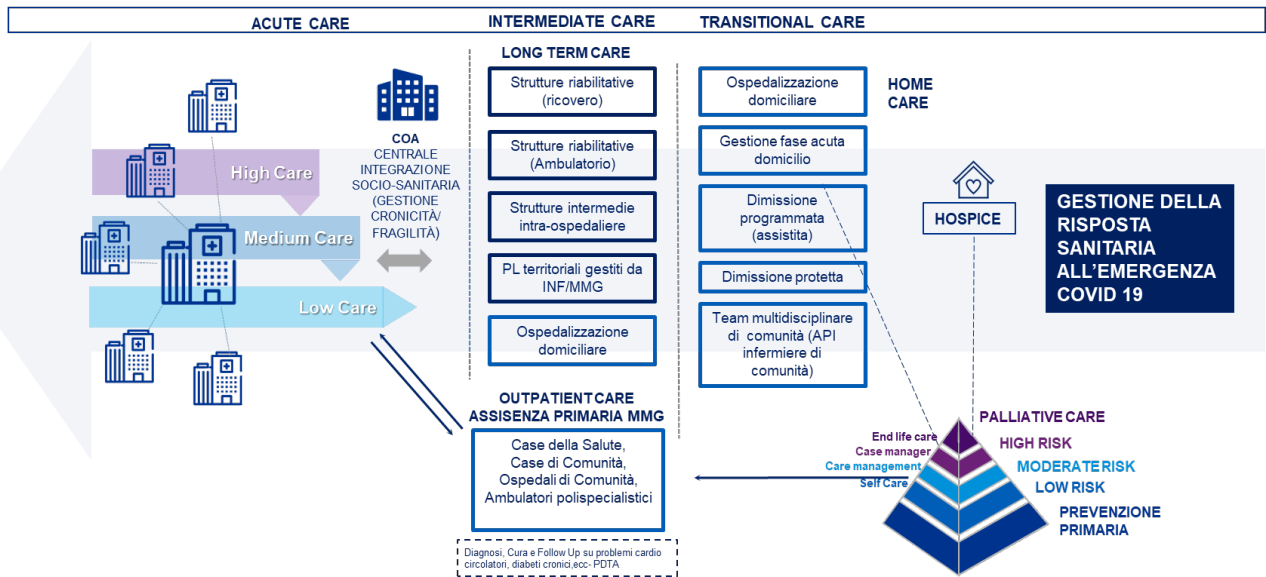 ACUTE CARE
INTERMEDIATE CARE
TRANSITIONAL CARE
High Care
Medium Care
Low Care
COA
CENTRALE
INTEGRAZIONE
SOCIO-SANITARIA
(GESTIONE
CRONICITÀ/
FRAGILITÀ)
LONG TERM CARE
Strutture riabilitative
(ricovero)
Strutture riabilitative
(Ambulatorio)
Strutture intermedie
intra-ospedaliere
PL territoriali gestiti da
INF/MMG
Ospedalizzazione
domiciliare
OUTPATIENT CARE
ASSISENZA PRIMARIA MMG
Case della Salute,
Case di Comunità,
Ospedali di Comunità,
Ambulatori polispecialistici
Diagnosi, Cura e Follow Up su problemi cardio
circolatori, diabeti cronici,ecc- PDTA
Ospedalizzazione
domiciliare
Gestione fase acuta
domicilio
Dimissione
programmata
(assistita)
Dimissione protetta
Team multidisciplinare
di comunità (API
infermiere di
comunità)
HOME
CARE
HOSPICE
GESTIONE DELLA
RISPOSTA
SANITARIA
ALL'EMERGENZA
COVID 19
End life care
Case manager
Care management
Self Care
PALLIATIVE CARE
HIGH RISK
MODERATE RISK
LOW RISK
PREVENZIONE
PRIMARIA